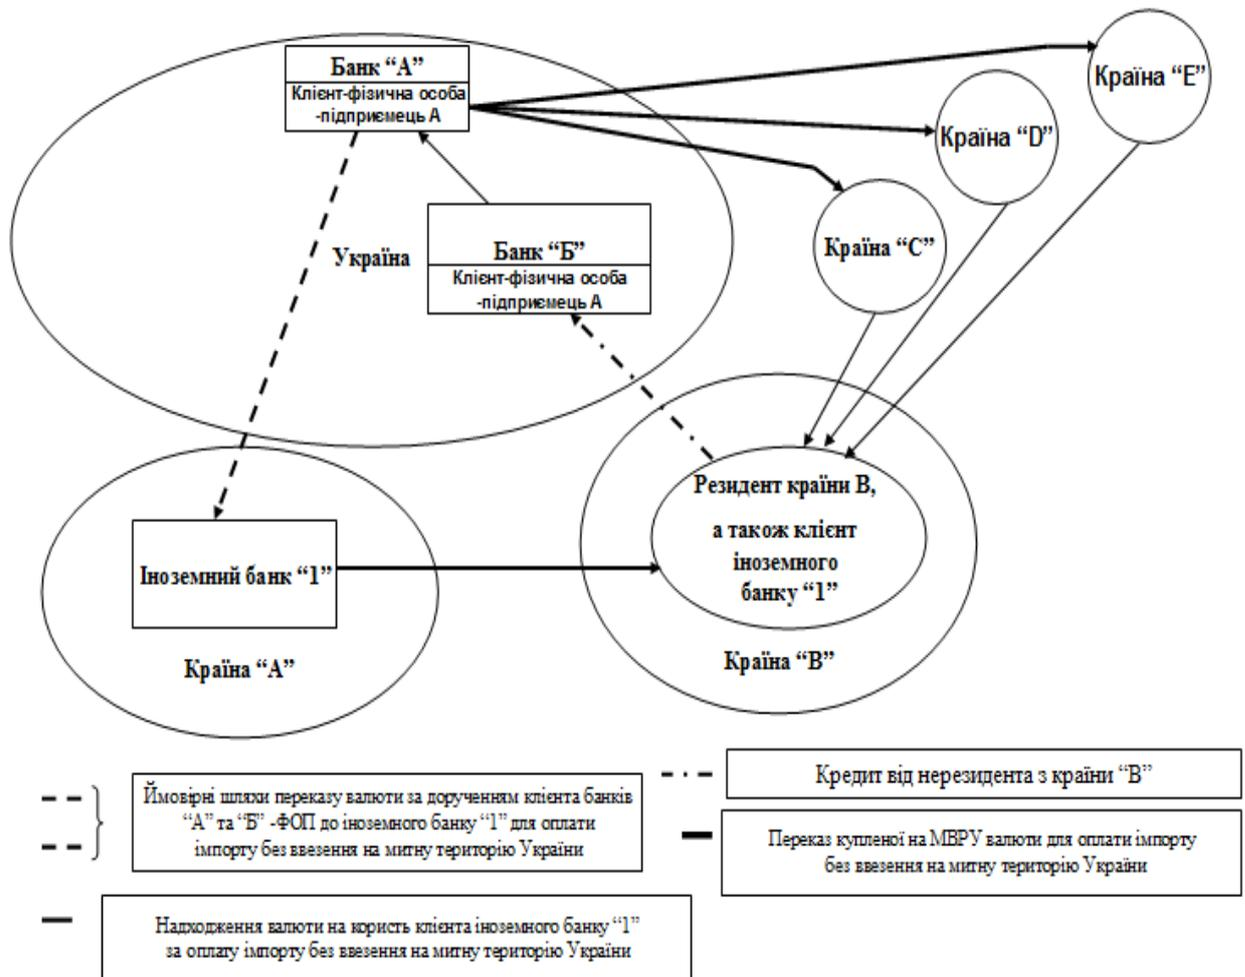 Банк “А”
Клієнт-фізична особа
-підприємець А
Країна “Е”
Країна “D”
Країна “С”
Україна
Банк “Б”
Клієнт-фізична особа
-підприємець А
Резидент країни В,
а також клієнт
іноземного
банку “1”
Країна “В”
Іноземний банк “1”
Країна “А”
Ймовірні шляхи переказу валюти за дорученням клієнта банків
“А” та “Б” -ФОП до іноземного банку “1” для оплати
імпорту без ввезення на митну територію України
Кредит від нерезидента з країни “В”
Переказ купленої на МВРУ валюти для оплати імпорту
без ввезення на митну територію України
Надходження валюти на користь клієнта іноземного банку “1”
за оплату імпорту без ввезення на митну територію України